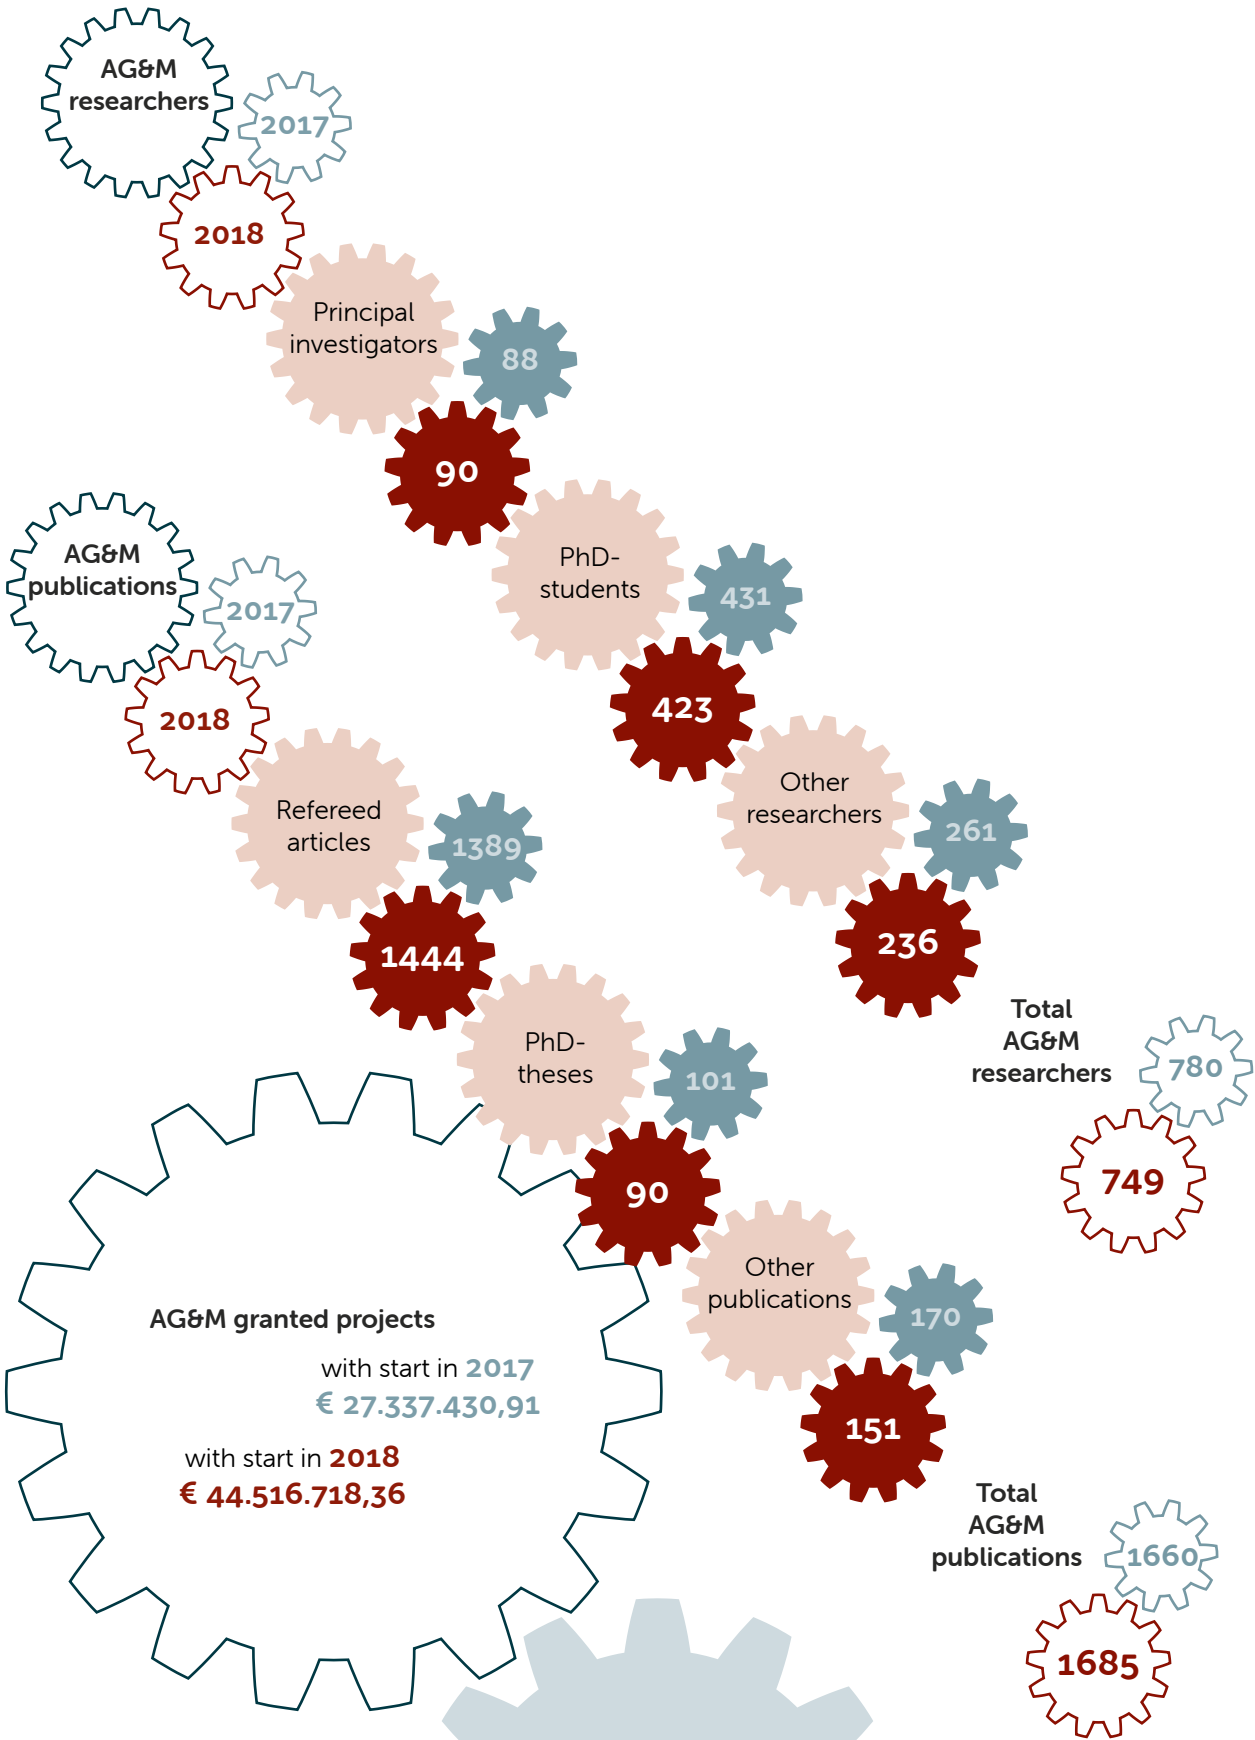 AG&M
researchers
2017
2018
Principal
investigators
88
90
PhD-
students
431
423
Other
researchers
261
236
Total
AG&M
researchers
780
749
AG&M
publications
2017
2018
Refereed
articles
1389
1444
PhD-
theses
101
90
Other
publications
170
151
Total
AG&M
publications
1660
1685
AG&M granted projects
with start in 2017
€ 27.337.430,91
with start in 2018
€ 44.516.718,36